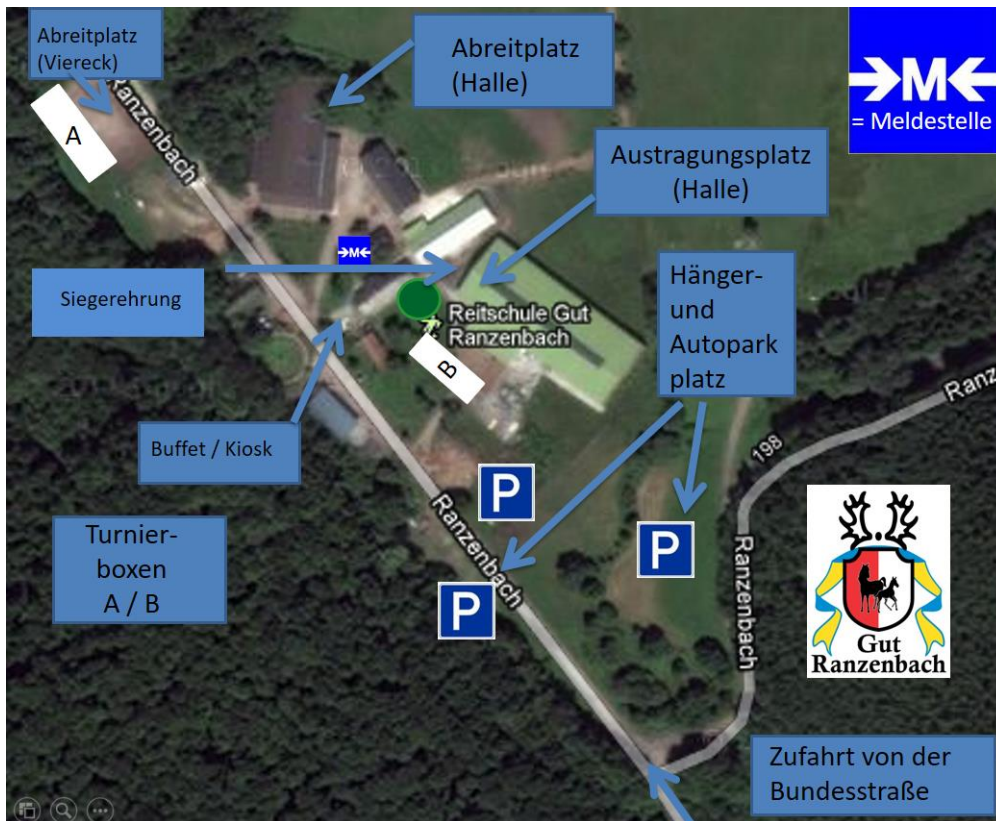 Abreitplatz
(Viereck)
Abreitplatz
(Halle)
→M←
= Meldestelle
Ranzenbach
A
Austragungsplatz
(Halle)
→M←
Siegerehrung
Hänger-
und
Autopark
platz
Reitschule Gut
Ranzenbach
B
Buffet / Kiosk
198
Ranz
Ranzenbach
P
Turnier-
boxen
A / B
P
P
Ranzenbach
Gut
Ranzenbach
Zufahrt von der
Bundesstraße